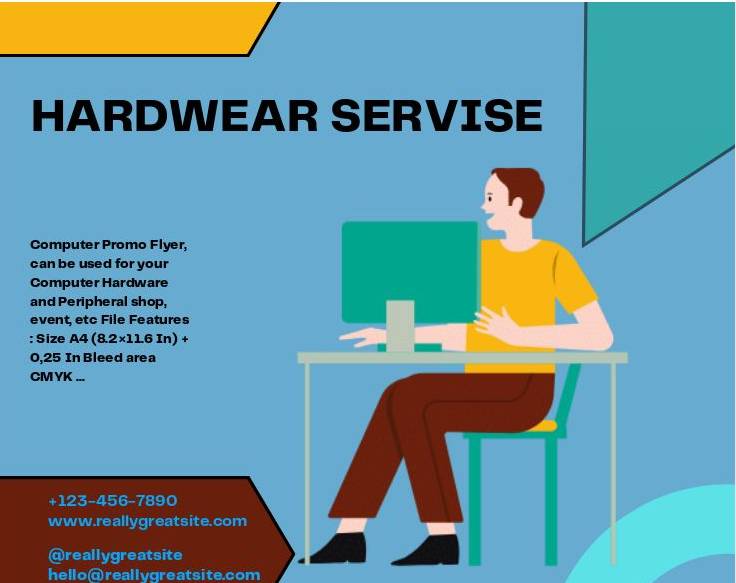 HARDWEAR SERVISE
Computer Promo Flyer,
can be used for your
Computer Hardware
and Peripheral shop,
event, etc File Features
: Size A4 (8.2×11.6 In) +
0,25 In Bleed area
CMYK ...
+123-456-7890
www.reallygreatsite.com
@reallygreatsite
hello@reallygreatsite.com